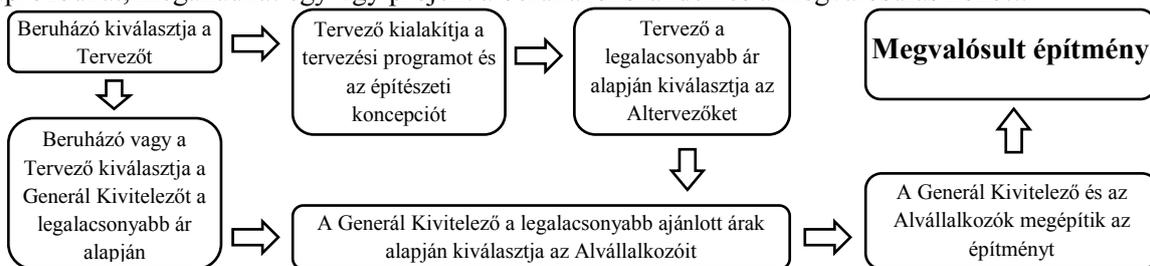 Beruházó kiválasztja a
Tervezőt
Tervező kialakítja a
tervezési programot és
az építészeti
koncepciót
Tervező a
legalacsonyabb ár
alapján kiválasztja az
Altervezőket
Megvalósult építmény
Beruházó vagy a
Tervező kiválasztja a
Generál Kivitelezőt a
legalacsonyabb ár
alapján
A Generál Kivitelező a legalacsonyabb ajánlott árak
alapján kiválasztja az Alvállalkozóit
A Generál Kivitelező és az
Alvállalkozók megépítik az
építményt